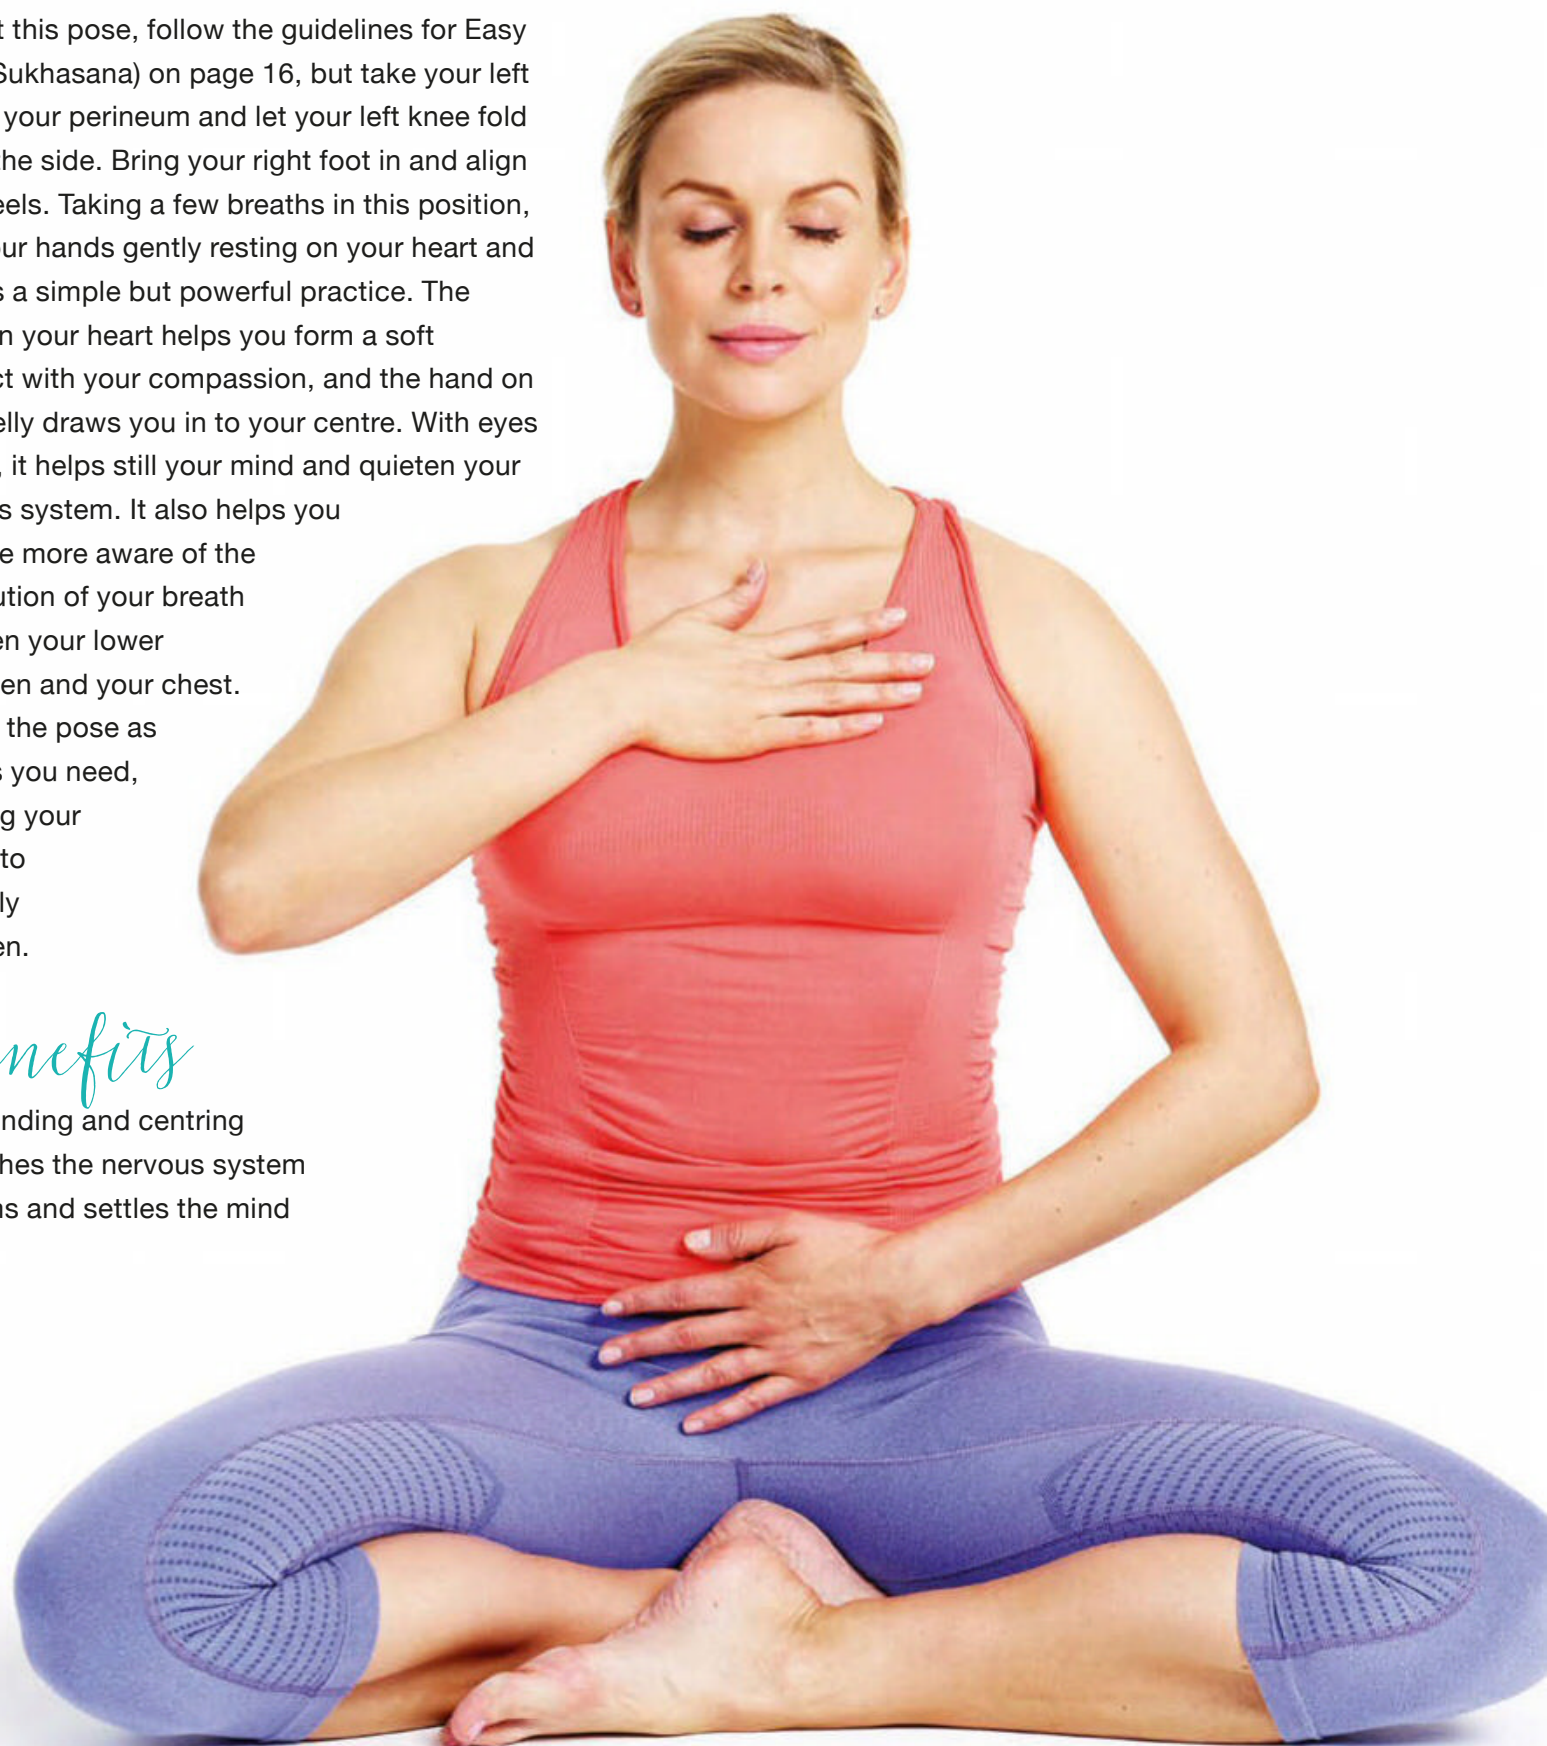 t this pose, follow the guidelines for Easy
Sukhasana) on page 16, but take your left
your perineum and let your left knee fold
the side. Bring your right foot in and align
eels. Taking a few breaths in this position,
our hands gently resting on your heart and
s a simple but powerful practice. The
n your heart helps you form a soft
ct with your compassion, and the hand on
elly draws you in to your centre. With eyes
, it helps still your mind and quieten your
s system. It also helps you
e more aware of the
ution of your breath
en your lower
en and your chest.
the pose as
s you need,
g your
to
ly
en.
nefits
nding and centring
hes the nervous system
ns and settles the mind